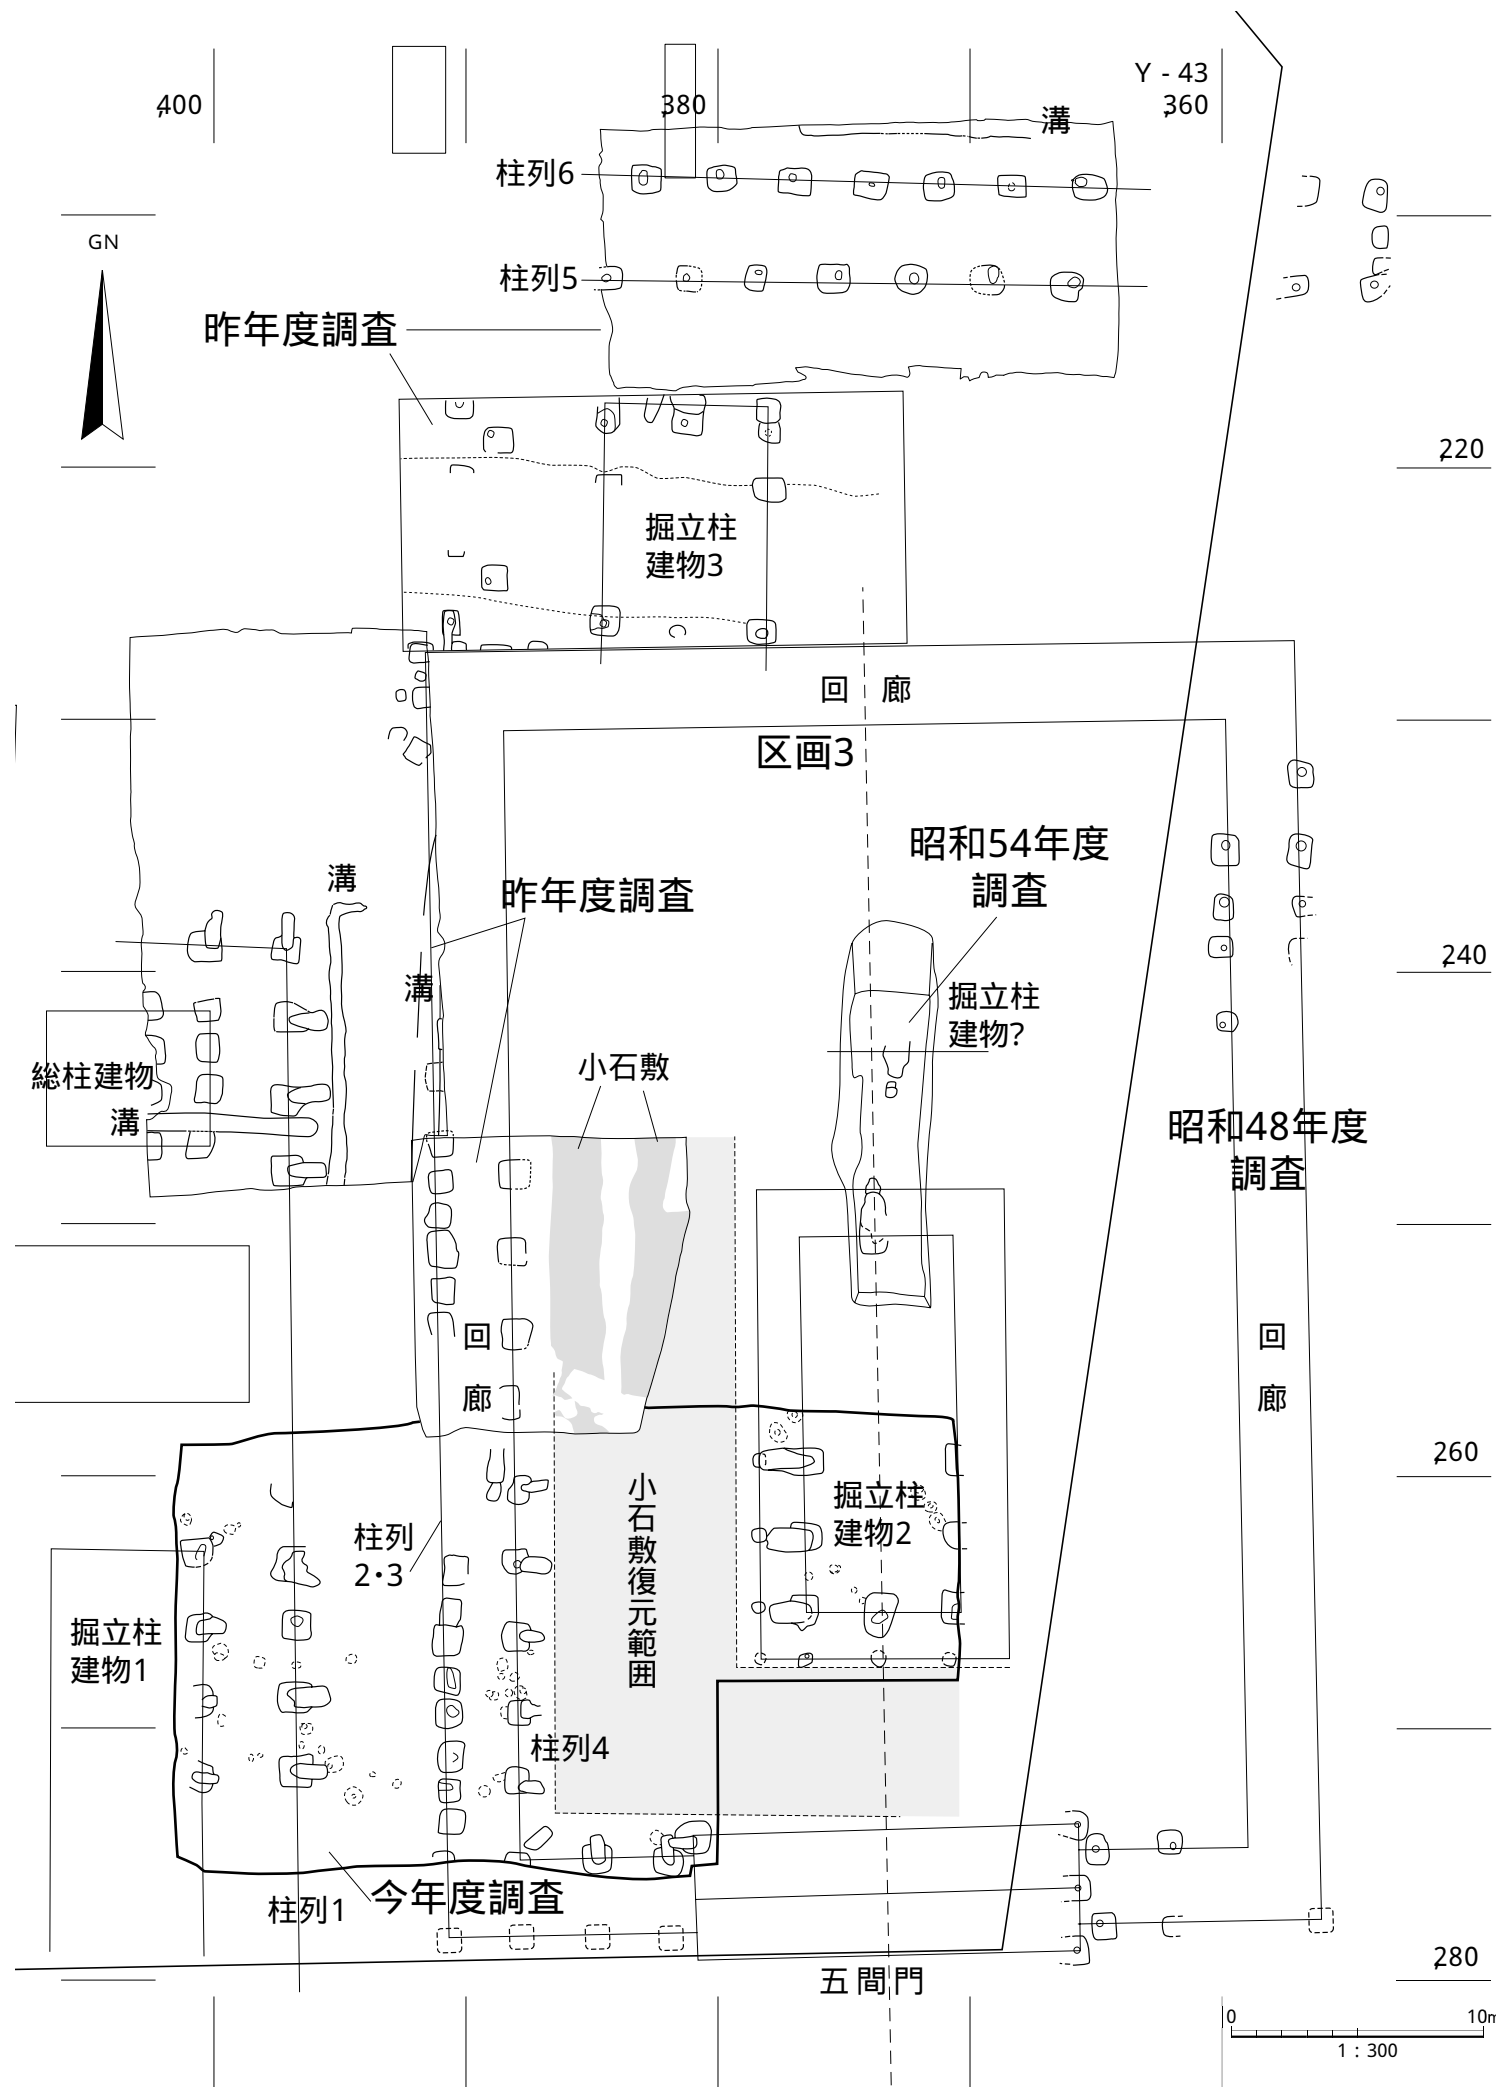 Y - 43
,400
,380
,360
溝
柱列6
GN
柱列5
昨年度調査
,220
掘立柱
建物3
回 廊
区画3
昭和54年度
調査
溝
昨年度調査
,240
溝
掘立柱
建物?
小石敷
総柱建物
溝
昭和48年度
調査
回
廊
回
廊
,260
小石敷復元範囲
掘立柱
建物2
柱列
2・3
掘立柱
建物1
柱列4
今年度調査
柱列1
,280
五間門
0
10m
1 : 300